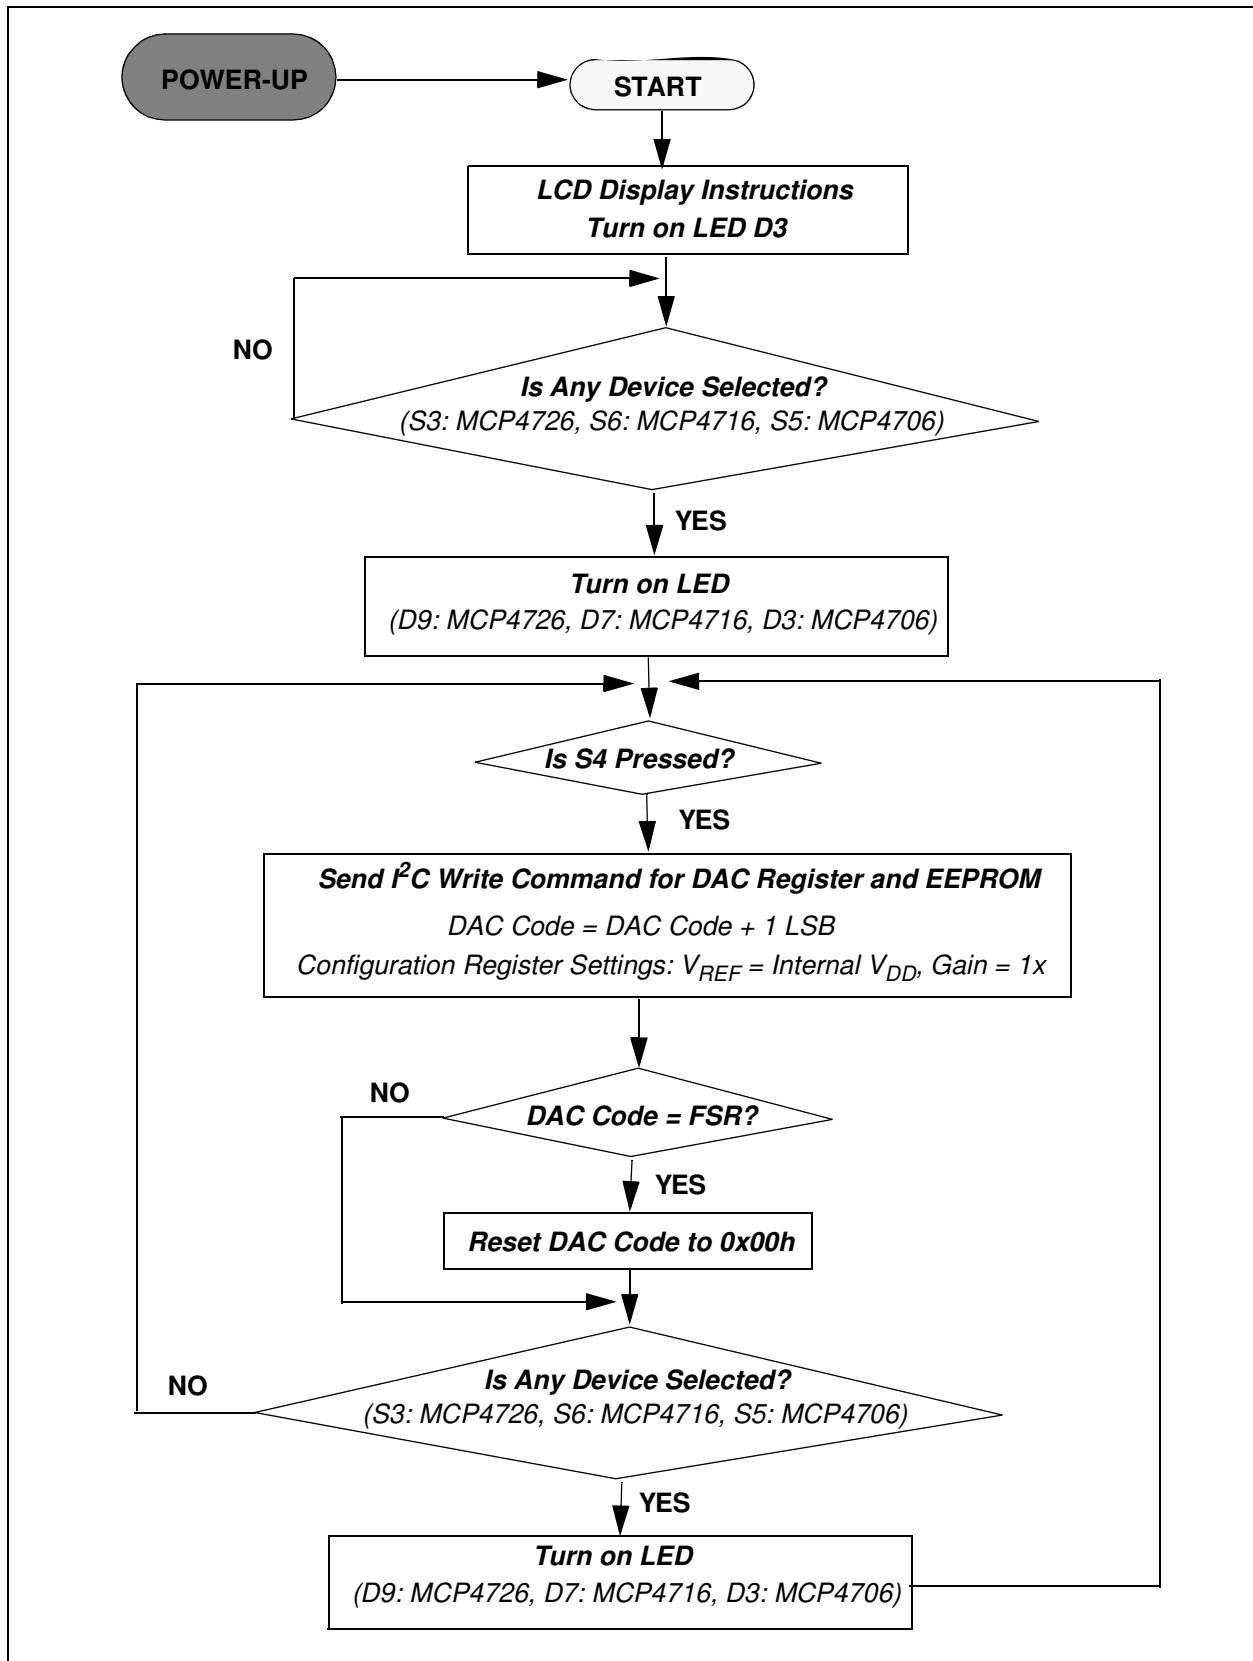 POWER-UP
START
LCD Display Instructions
Turn on LED D3
NO
Is Any Device Selected?
(S3: MCP4726, S6: MCP4716, S5: MCP4706)
YES
Turn on LED
(D9: MCP4726, D7: MCP4716, D3: MCP4706)
Is S4 Pressed?
YES
Send I²C Write Command for DAC Register and EEPROM
DAC Code = DAC Code + 1 LSB
Configuration Register Settings: VREF = Internal VDD, Gain = 1x
NO
DAC Code = FSR?
YES
Reset DAC Code to 0x00h
NO
Is Any Device Selected?
(S3: MCP4726, S6: MCP4716, S5: MCP4706)
YES
Turn on LED
(D9: MCP4726, D7: MCP4716, D3: MCP4706)